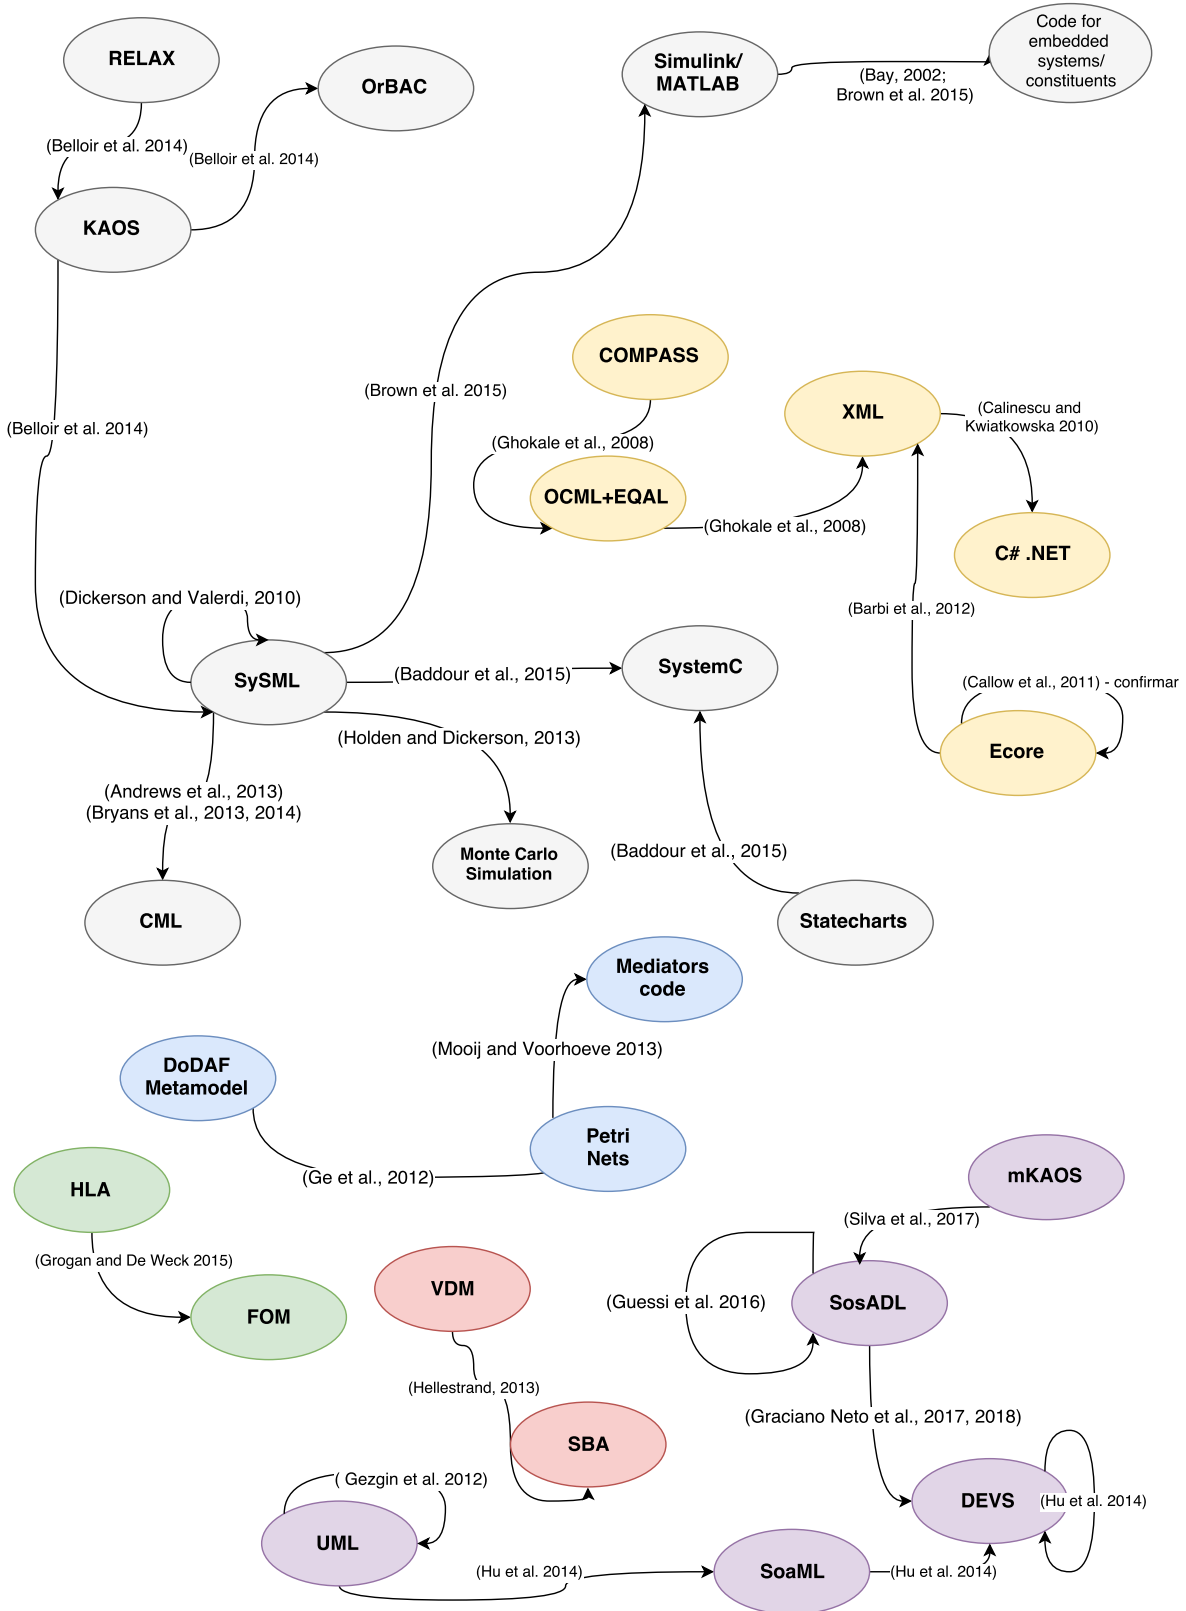 RELAX
OrBAC
Simulink/
MATLAB
Code for
embedded
systems/
constituents
(Bay, 2002;
Brown et al. 2015)
(Belloir et al. 2014)
(Belloir et al. 2014)
KAOS
COMPASS
(Brown et al. 2015)
XML
(Calinescu and
Kwiatkowska 2010)
(Belloir et al. 2014)
(Ghokale et al., 2008)
OCML+EQAL
(Ghokale et al., 2008)
C# .NET
(Dickerson and Valerdi, 2010)
(Barbi et al., 2012)
SySML
(Baddour et al., 2015)
SystemC
(Callow et al., 2011) - confirmar
(Holden and Dickerson, 2013)
Ecore
(Andrews et al., 2013)
(Bryans et al., 2013, 2014)
Monte Carlo
Simulation
(Baddour et al., 2015)
CML
Statecharts
Mediators
code
(Mooij and Voorhoeve 2013)
DoDAF
Metamodel
Petri
Nets
(Ge et al., 2012)
HLA
mKAOS
(Silva et al., 2017)
(Grogan and De Weck 2015)
VDM
(Guessi et al. 2016)
SosADL
FOM
(Hellestrand, 2013)
(Graciano Neto et al., 2017, 2018)
SBA
( Gezgin et al. 2012)
DEVS
(Hu et al. 2014)
UML
(Hu et al. 2014)
SoaML
(Hu et al. 2014)